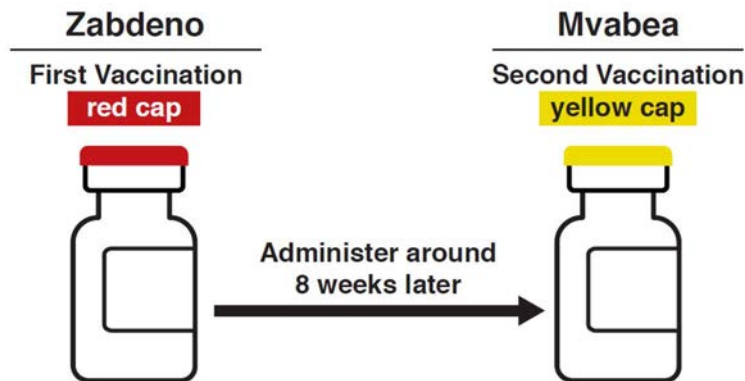 Zabdeno
First Vaccination
red cap
Administer around
8 weeks later
Mvabea
Second Vaccination
yellow cap